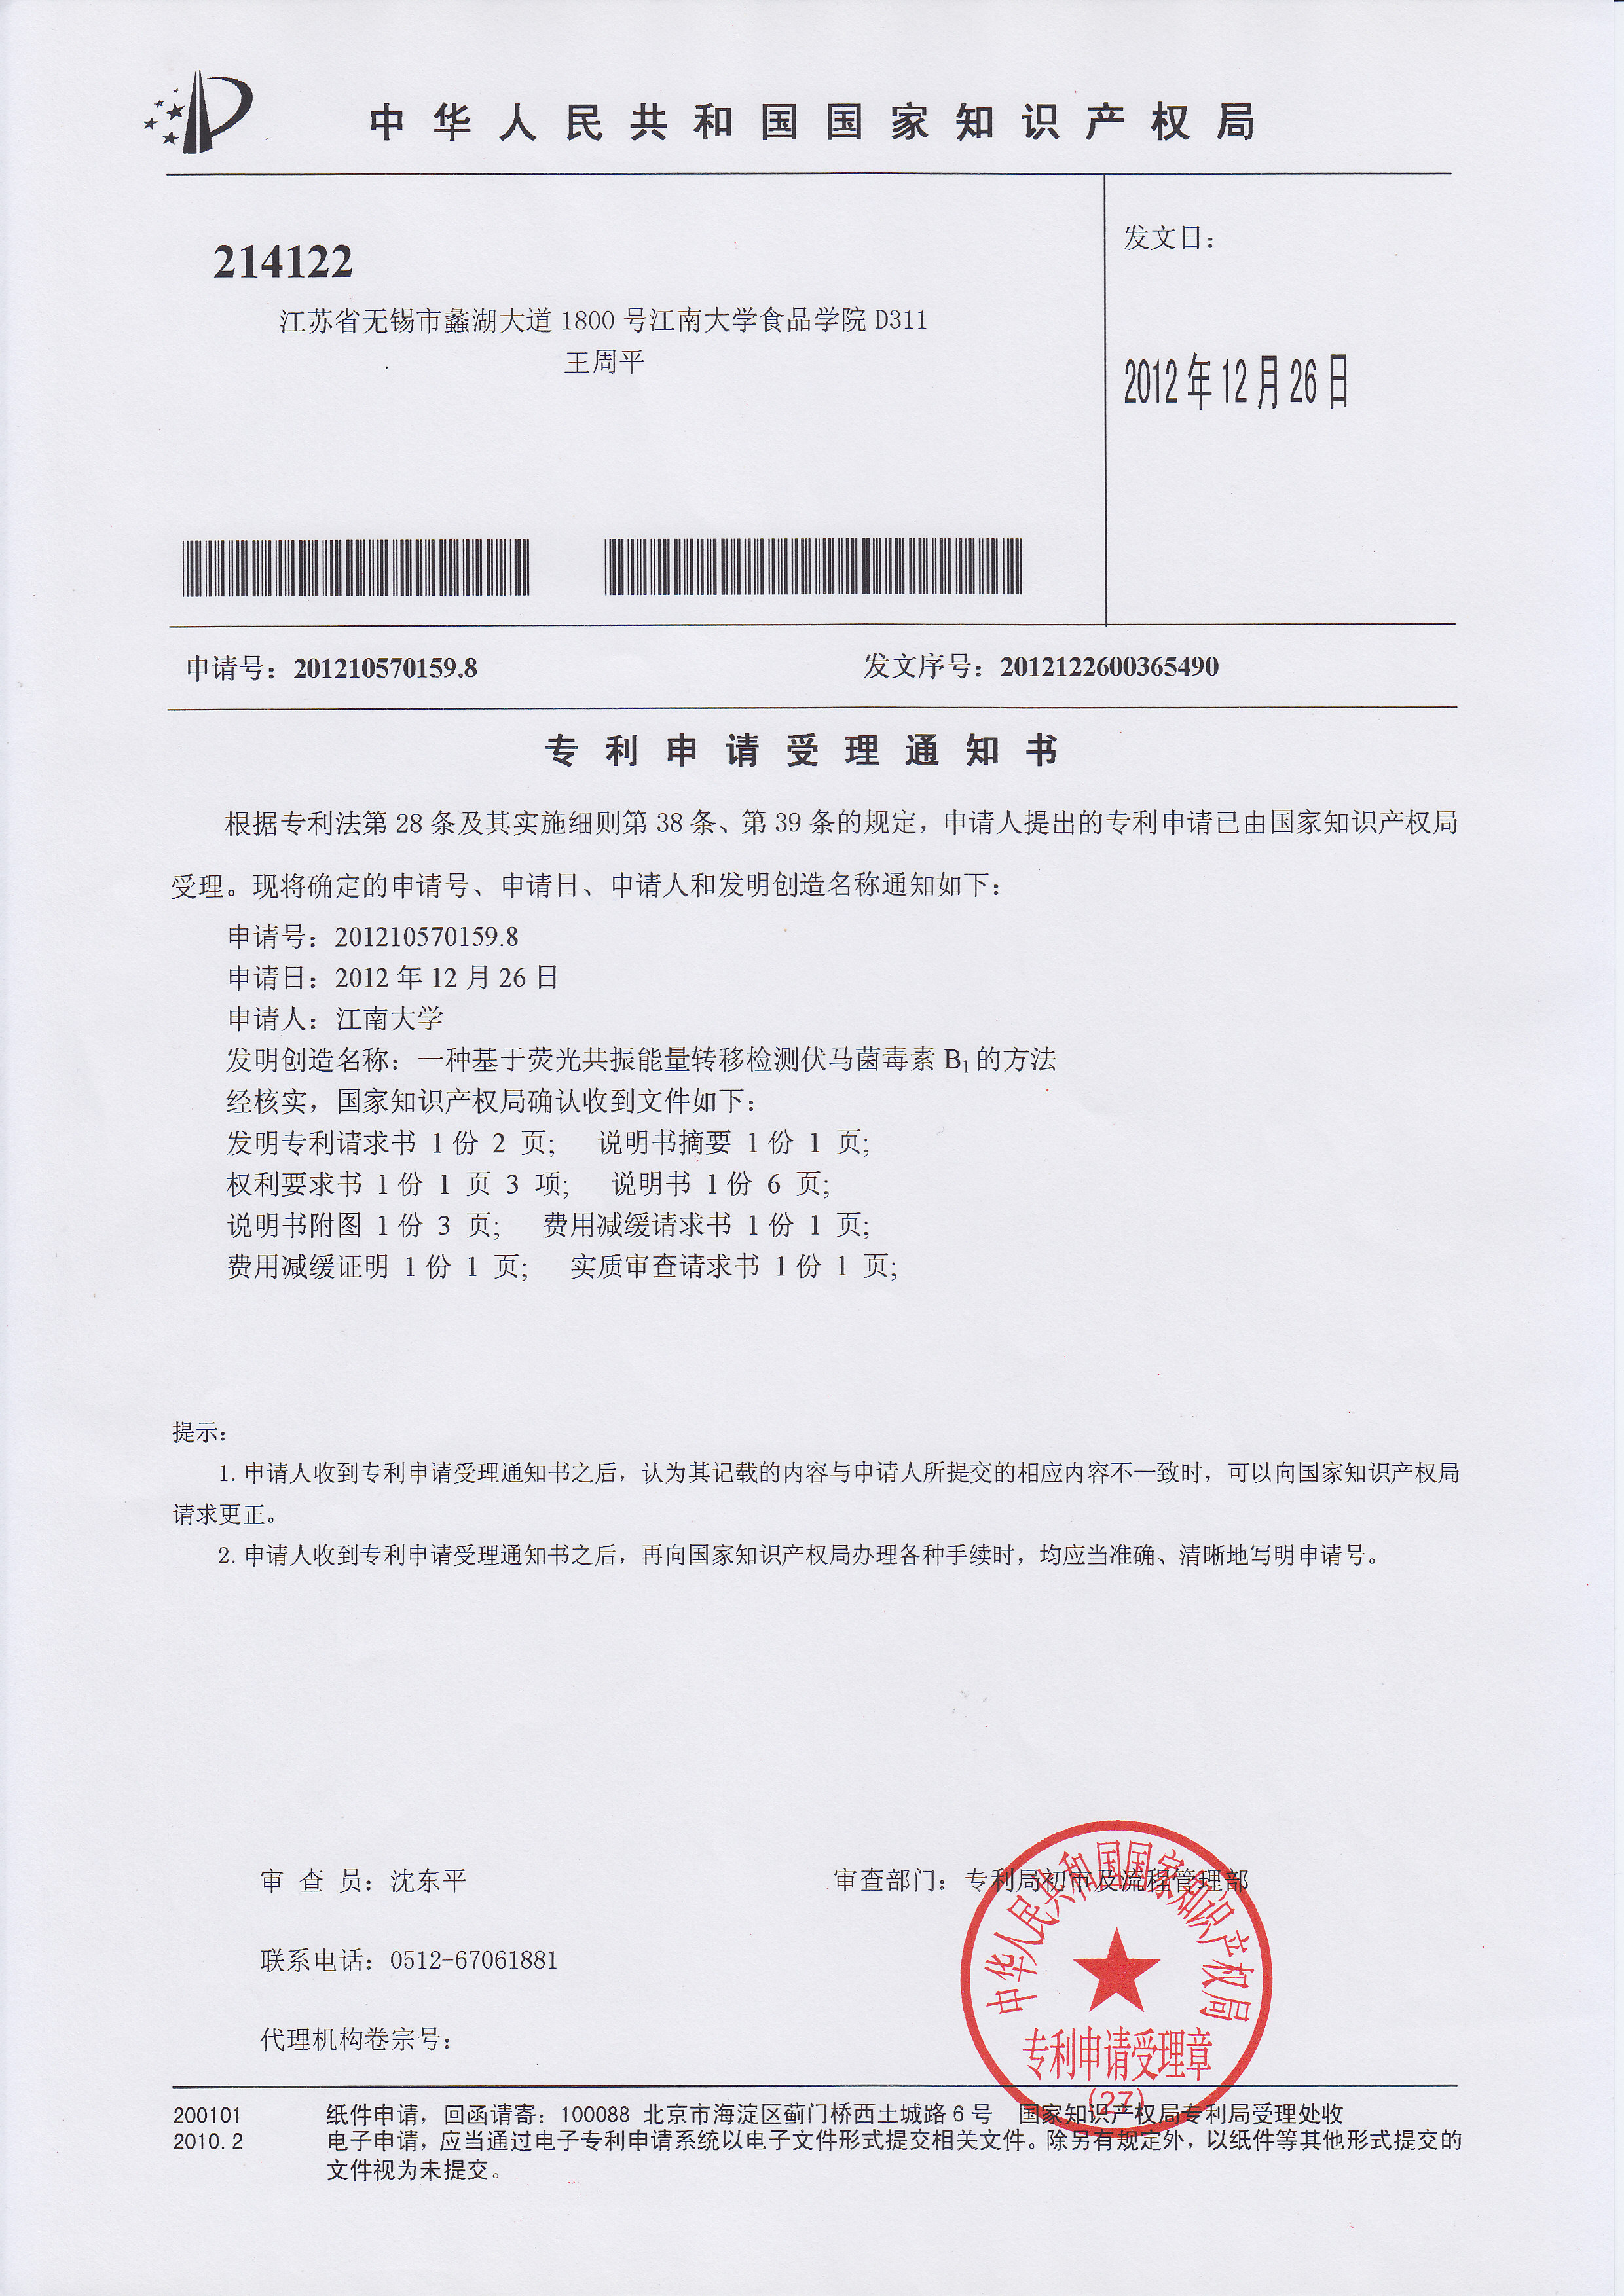 中华人民共和国国家知识产权局
214122
江苏省无锡市蠡湖大道 1800 号江南大学食品学院 D311
王周平
发文日：
2012 年 12 月 26 日
申请号：201210570159.8
发文序号：2012122600365490
专利申请受理通知书
根据专利法第 28 条及其实施细则第 38 条、第 39 条的规定，申请人提出的专利申请已由国家知识产权局
受理。现将确定的申请号、申请日、申请人和发明创造名称通知如下：
申请号：201210570159.8
申请日：2012 年 12 月 26 日
申请人：江南大学
发明创造名称：一种基于荧光共振能量转移检测伏马菌毒素 B₁ 的方法
经核实，国家知识产权局确认收到文件如下：
发明专利请求书 1 份 2 页; 说明书摘要 1 份 1 页;
权利要求书 1 份 1 页 3 项; 说明书 1 份 6 页;
说明书附图 1 份 3 页; 费用减缓请求书 1 份 1 页;
费用减缓证明 1 份 1 页; 实质审查请求书 1 份 1 页;
提示：
1. 申请人收到专利申请受理通知书之后，认为其记载的内容与申请人所提交的相应内容不一致时，可以向国家知识产权局
请求更正。
2. 申请人收到专利申请受理通知书之后，再向国家知识产权局办理各种手续时，均应当准确、清晰地写明申请号。
审 查 员：沈东平
审查部门：专利局初审及流程管理部
联系电话：0512-67061881
代理机构卷宗号：
中华人民共和国国家知识产权局
专利申请受理章
(27)
200101
2010.2
纸件申请，回函请寄：100088 北京市海淀区蓟门桥西土城路 6 号 国家知识产权局专利局受理处收
电子申请，应当通过电子专利申请系统以电子文件形式提交相关文件。除另有规定外，以纸件等其他形式提交的
文件视为未提交。